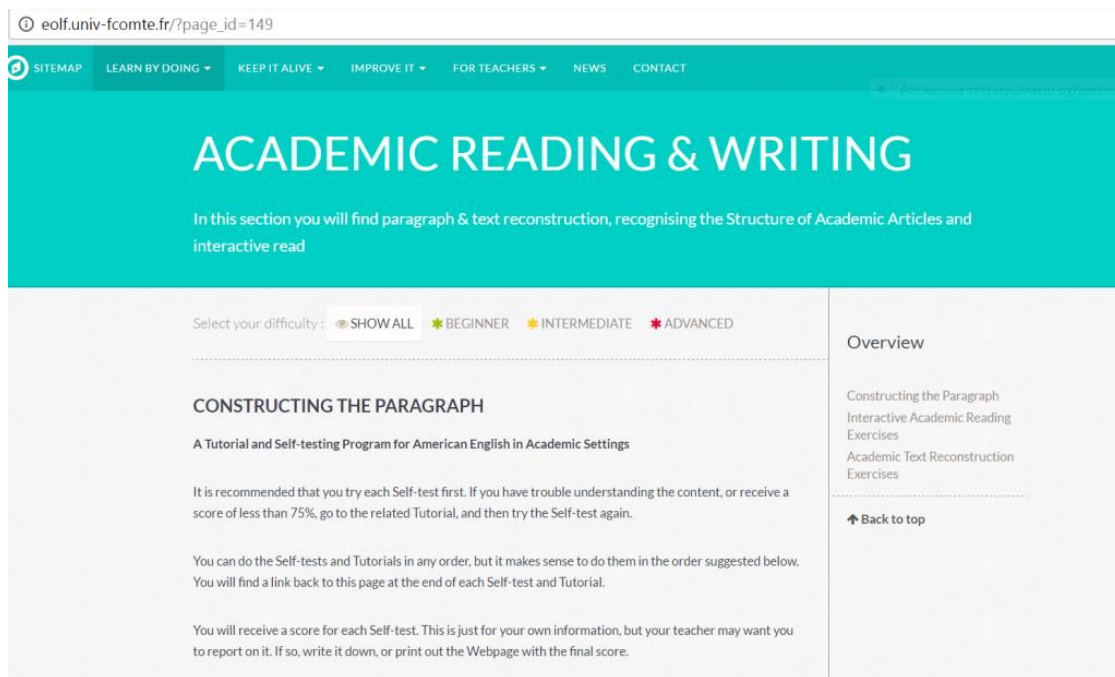 eolf.univ-fcomte.fr/?page_id=149
SITEMAP LEARN BY DOING KEEP IT ALIVE IMPROVE IT FOR TEACHERS NEWS CONTACT
Αποκομμα τετραγωνικού σχήματος
ACADEMIC READING & WRITING
In this section you will find paragraph & text reconstruction, recognising the Structure of Academic Articles and
interactive read
Select your difficulty : SHOW ALL BEGINNER INTERMEDIATE ADVANCED
CONSTRUCTING THE PARAGRAPH
A Tutorial and Self-testing Program for American English in Academic Settings
It is recommended that you try each Self-test first. If you have trouble understanding the content, or receive a
score of less than 75%, go to the related Tutorial, and then try the Self-test again.
You can do the Self-tests and Tutorials in any order, but it makes sense to do them in the order suggested below.
You will find a link back to this page at the end of each Self-test and Tutorial.
You will receive a score for each Self-test. This is just for your own information, but your teacher may want you
to report on it. If so, write it down, or print out the Webpage with the final score.
Overview
Constructing the Paragraph
Interactive Academic Reading
Exercises
Academic Text Reconstruction
Exercises
Back to top